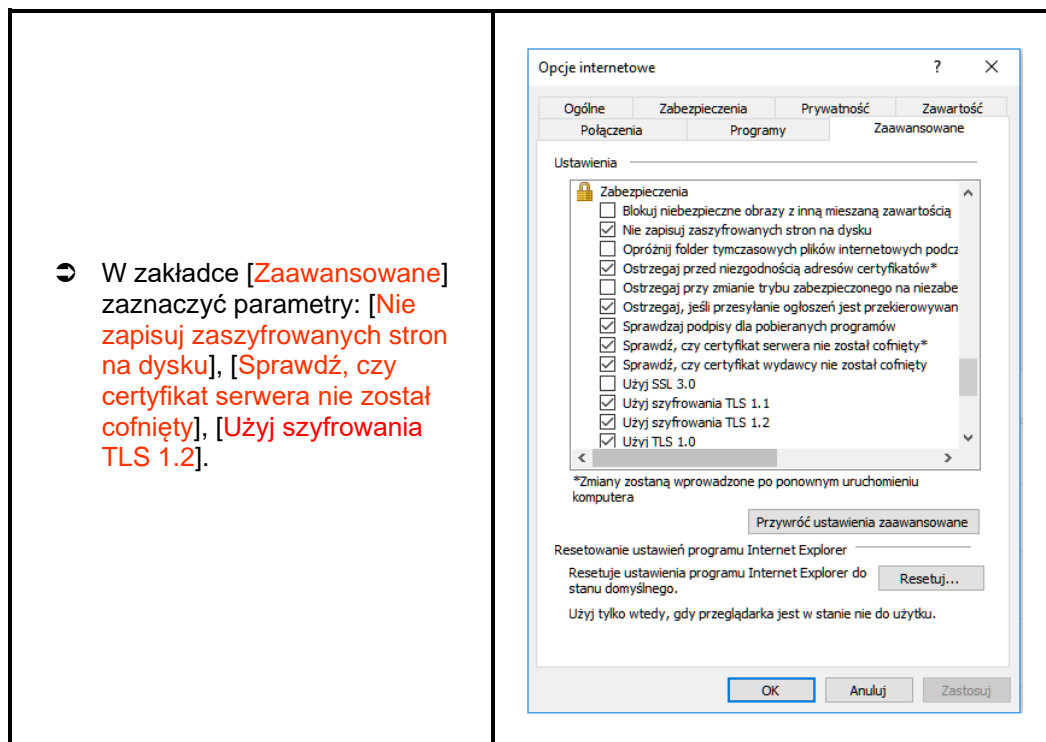 ➲ W zakładce [Zaawansowane]
zaznaczyć parametry: [Nie
zapisuj zaszyfrowanych stron
na dysku], [Sprawdź, czy
certyfikat serwera nie został
cofnięty], [Użyj szyfrowania
TLS 1.2].
Opcje internetowe ? ×
Ogólne Zabezpieczenia Prywatność Zawartość
Połączenia Programy Zaawansowane
Ustawienia
Zabezpieczenia
Blokuj niebezpieczne obrazy z inną mieszaną zawartością
Nie zapisuj zaszyfrowanych stron na dysku
Opróżnij folder tymczasowych plików internetowych podcz
Ostrzegaj przed niezgodnością adresów certyfikatów*
Ostrzegaj przy zmianie trybu zabezpieczonego na niezabe
Ostrzegaj, jeśli przesyłanie ogłoszeń jest przekierowywan
Sprawdzaj podpisy dla pobieranych programów
Sprawdź, czy certyfikat serwera nie został cofnięty*
Sprawdź, czy certyfikat wydawcy nie został cofnięty
Użyj SSL 3.0
Użyj szyfrowania TLS 1.1
Użyj szyfrowania TLS 1.2
Użyj TLS 1.0
*Zmiany zostaną wprowadzone po ponownym uruchomieniu
komputera
Przywróć ustawienia zaawansowane
Resetowanie ustawień programu Internet Explorer
Resetuje ustawienia programu Internet Explorer do
stanu domyślnego.
Resetuj...
Użyj tylko wtedy, gdy przeglądarka jest w stanie nie do użytku.
OK Anuluj Zastosuj